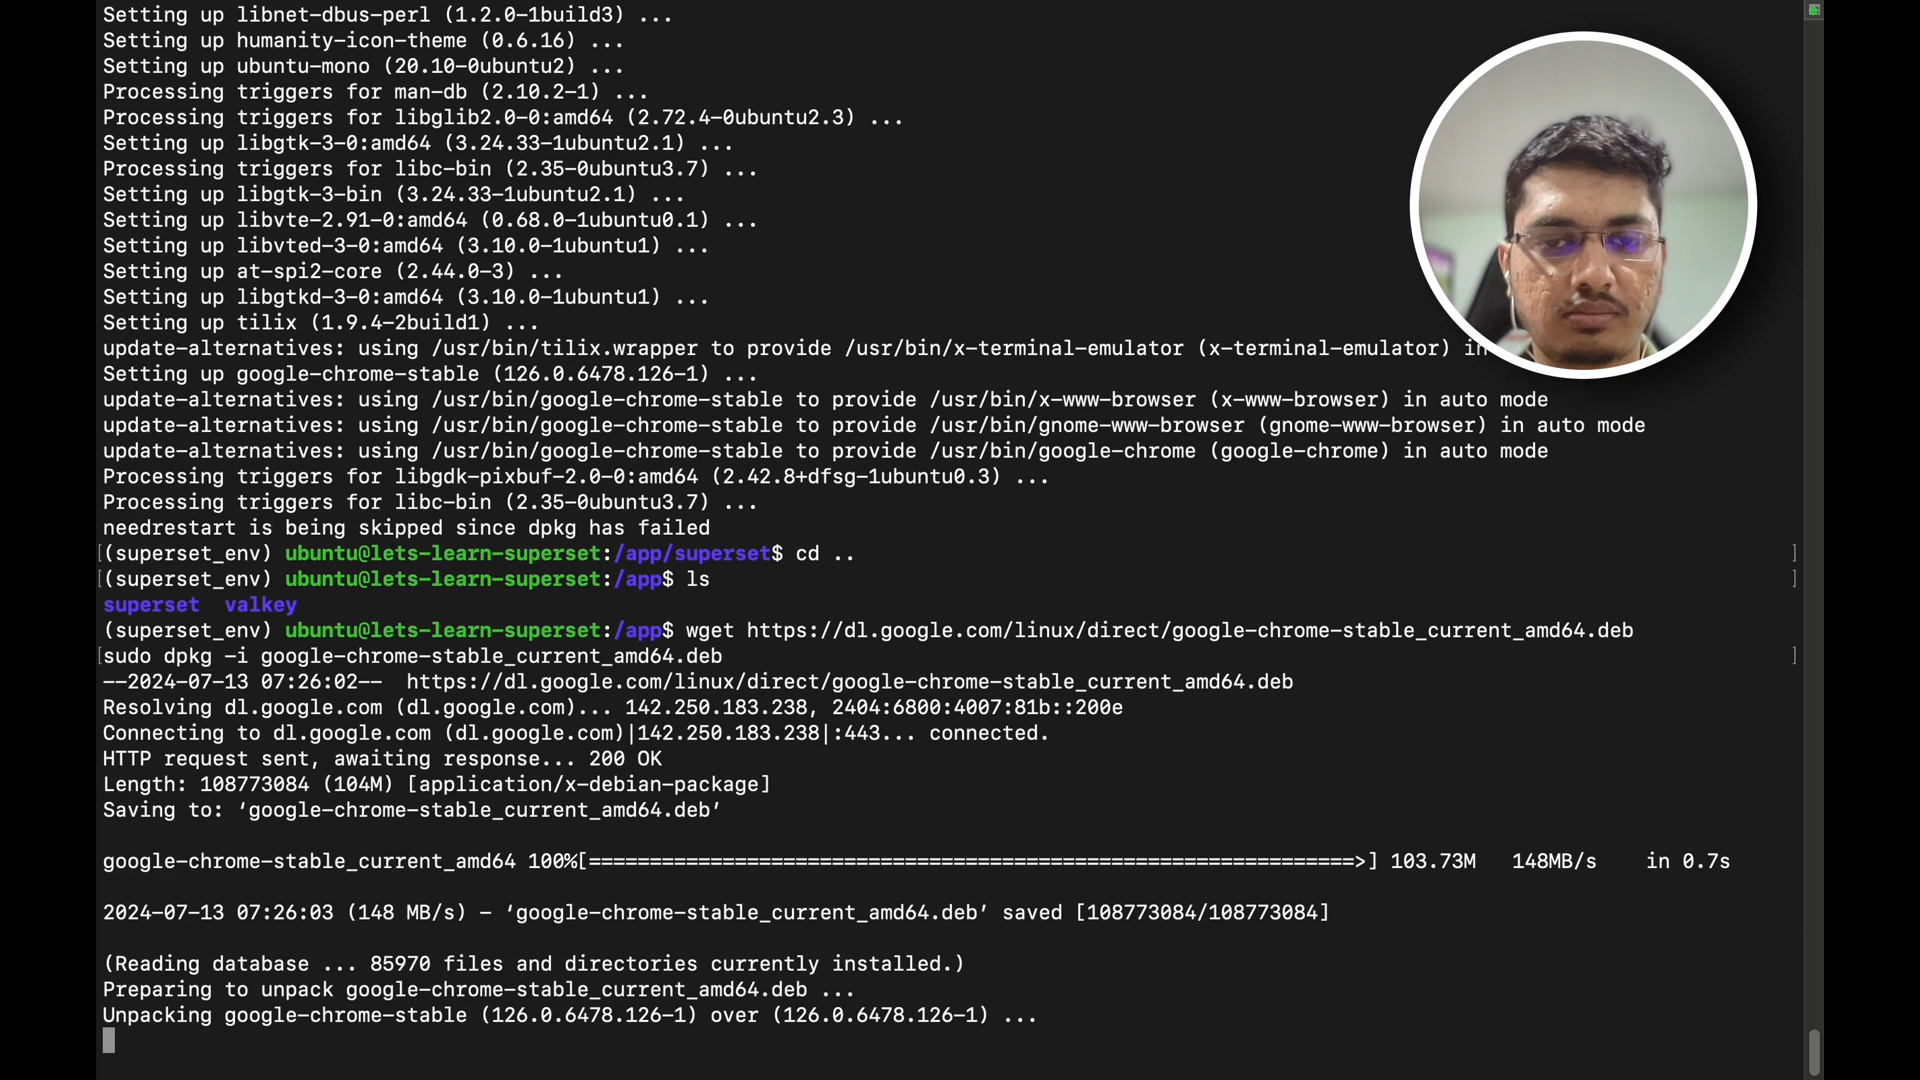 Setting up libnet-dbus-perl (1.2.0-1build3) ...
Setting up humanity-icon-theme (0.6.16) ...
Setting up ubuntu-mono (20.10-0ubuntu2) ...
Processing triggers for man-db (2.10.2-1) ...
Processing triggers for libglib2.0-0:amd64 (2.72.4-0ubuntu2.3) ...
Setting up libgtk-3-0:amd64 (3.24.33-1ubuntu2.1) ...
Processing triggers for libc-bin (2.35-0ubuntu3.7) ...
Setting up libgtk-3-bin (3.24.33-1ubuntu2.1) ...
Setting up libvte-2.91-0:amd64 (0.68.0-1ubuntu0.1) ...
Setting up libvted-3-0:amd64 (3.10.0-1ubuntu1) ...
Setting up at-spi2-core (2.44.0-3) ...
Setting up libgtkd-3-0:amd64 (3.10.0-1ubuntu1) ...
Setting up tilix (1.9.4-2build1) ...
update-alternatives: using /usr/bin/tilix.wrapper to provide /usr/bin/x-terminal-emulator (x-terminal-emulator) in
Setting up google-chrome-stable (126.0.6478.126-1) ...
update-alternatives: using /usr/bin/google-chrome-stable to provide /usr/bin/x-www-browser (x-www-browser) in auto mode
update-alternatives: using /usr/bin/google-chrome-stable to provide /usr/bin/gnome-www-browser (gnome-www-browser) in auto mode
update-alternatives: using /usr/bin/google-chrome-stable to provide /usr/bin/google-chrome (google-chrome) in auto mode
Processing triggers for libgdk-pixbuf-2.0-0:amd64 (2.42.8+dfsg-1ubuntu0.3) ...
Processing triggers for libc-bin (2.35-0ubuntu3.7) ...
needrestart is being skipped since dpkg has failed
[(superset_env) ubuntu@lets-learn-superset:/app/superset$ cd .. ]
[(superset_env) ubuntu@lets-learn-superset:/app$ ls ]
superset  valkey
(superset_env) ubuntu@lets-learn-superset:/app$ wget https://dl.google.com/linux/direct/google-chrome-stable_current_amd64.deb
[sudo dpkg -i google-chrome-stable_current_amd64.deb ]
--2024-07-13 07:26:02--  https://dl.google.com/linux/direct/google-chrome-stable_current_amd64.deb
Resolving dl.google.com (dl.google.com)... 142.250.183.238, 2404:6800:4007:81b::200e
Connecting to dl.google.com (dl.google.com)|142.250.183.238|:443... connected.
HTTP request sent, awaiting response... 200 OK
Length: 108773084 (104M) [application/x-debian-package]
Saving to: ‘google-chrome-stable_current_amd64.deb’
google-chrome-stable_current_amd64 100%[===============================================================>] 103.73M   148MB/s    in 0.7s
2024-07-13 07:26:03 (148 MB/s) - ‘google-chrome-stable_current_amd64.deb’ saved [108773084/108773084]
(Reading database ... 85970 files and directories currently installed.)
Preparing to unpack google-chrome-stable_current_amd64.deb ...
Unpacking google-chrome-stable (126.0.6478.126-1) over (126.0.6478.126-1) ...